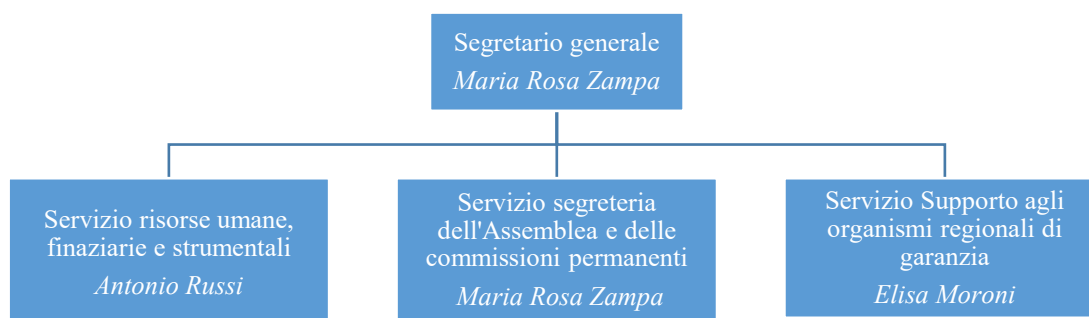 Segretario generale
Maria Rosa Zampa
Servizio risorse umane,
finaziarie e strumentali
Antonio Russi
Servizio segreteria
dell'Assemblea e delle
commissioni permanenti
Maria Rosa Zampa
Servizio Supporto agli
organismi regionali di
garanzia
Elisa Moroni